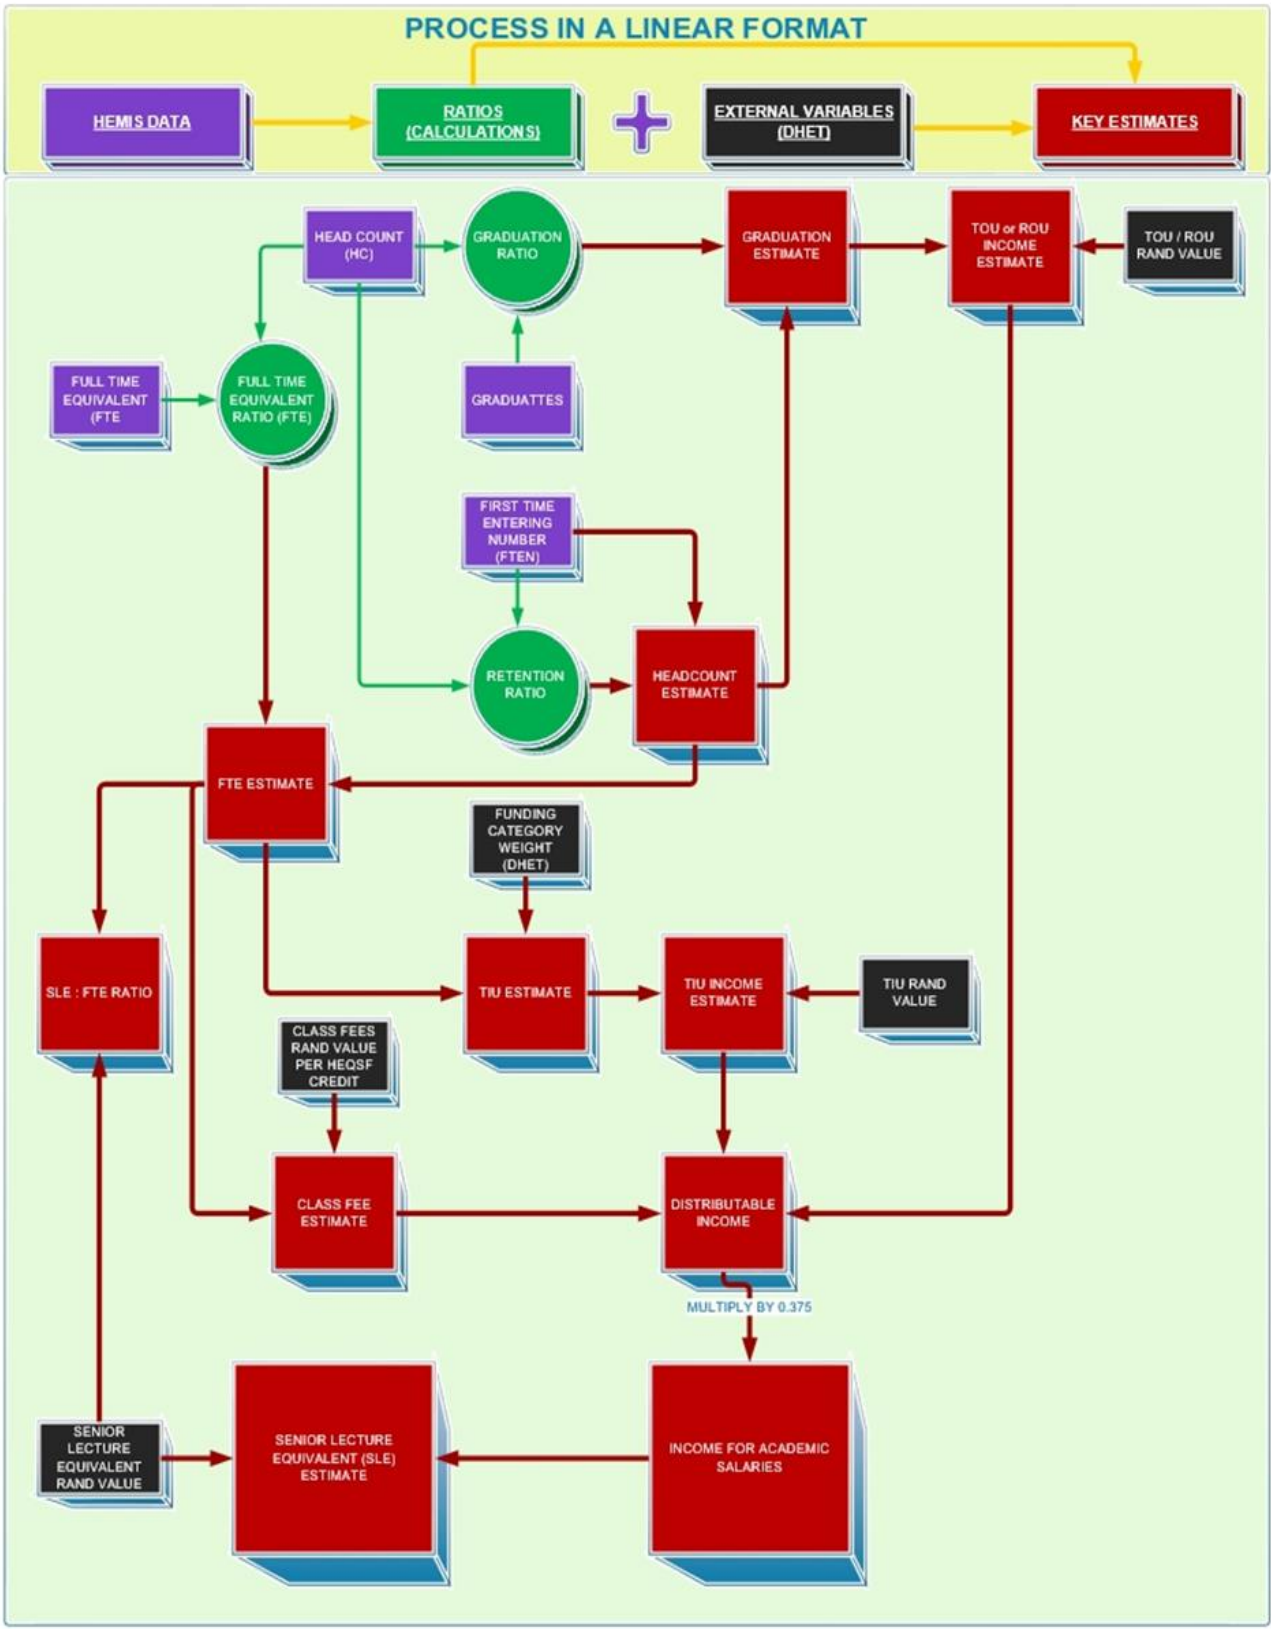 PROCESS IN A LINEAR FORMAT
HEMIS DATA
RATIOS
(CALCULATIONS)
EXTERNAL VARIABLES
(DHET)
KEY ESTIMATES
HEAD COUNT
(HC)
GRADUATION
RATIO
GRADUATION
ESTIMATE
TOU or ROU
INCOME
ESTIMATE
TOU / ROU
RAND VALUE
FULL TIME
EQUIVALENT
(FTE
FULL TIME
EQUIVALENT
RATIO (FTE)
GRADUATTES
FIRST TIME
ENTERING
NUMBER
(FTEN)
RETENTION
RATIO
HEADCOUNT
ESTIMATE
FTE ESTIMATE
FUNDING
CATEGORY
WEIGHT
(DHET)
SLE : FTE RATIO
TIU ESTIMATE
TIU INCOME
ESTIMATE
TIU RAND
VALUE
CLASS FEES
RAND VALUE
PER HEQSF
CREDIT
CLASS FEE
ESTIMATE
DISTRIBUTABLE
INCOME
MULTIPLY BY 0.375
SENIOR
LECTURE
EQUIVALENT
RAND VALUE
SENIOR LECTURE
EQUIVALENT (SLE)
ESTIMATE
INCOME FOR ACADEMIC
SALARIES